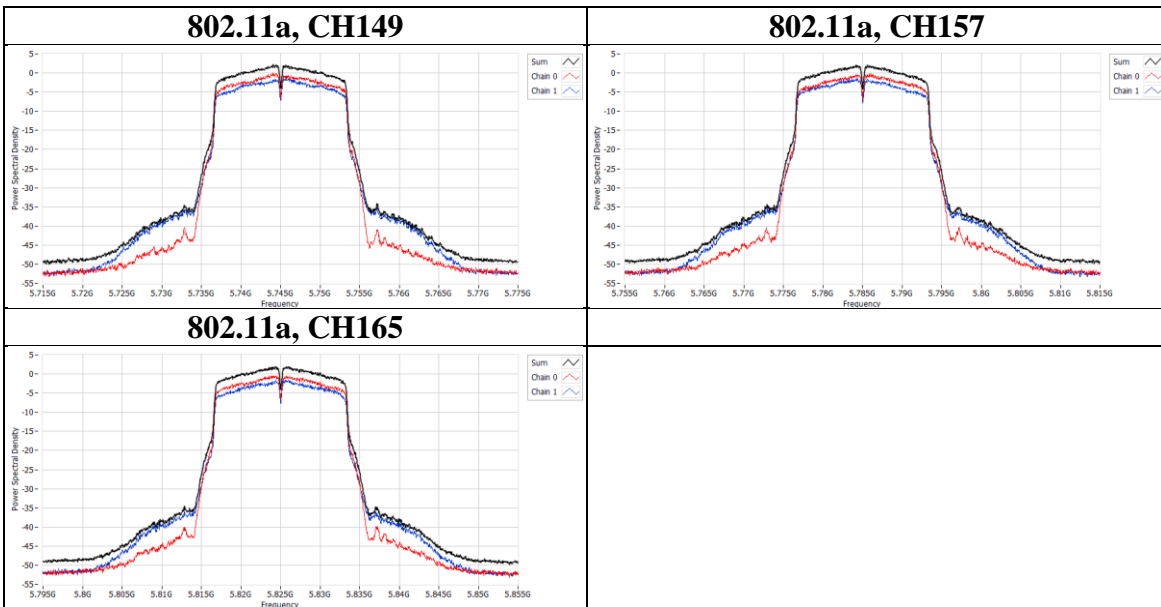 802.11a, CH149
802.11a, CH157
5
0
-5
-10
-15
-20
-25
-30
-35
-40
-45
-50
-55
Power Spectral Density
5.715G 5.72G 5.725G 5.73G 5.735G 5.74G 5.745G 5.75G 5.755G 5.76G 5.765G 5.77G 5.775G
Frequency
Sum
Chain 0
Chain 1
5
0
-5
-10
-15
-20
-25
-30
-35
-40
-45
-50
-55
Power Spectral Density
5.755G 5.76G 5.765G 5.77G 5.775G 5.78G 5.785G 5.79G 5.795G 5.8G 5.805G 5.81G 5.815G
Frequency
Sum
Chain 0
Chain 1
802.11a, CH165
5
0
-5
-10
-15
-20
-25
-30
-35
-40
-45
-50
-55
Power Spectral Density
5.795G 5.8G 5.805G 5.81G 5.815G 5.82G 5.825G 5.83G 5.835G 5.84G 5.845G 5.85G 5.855G
Frequency
Sum
Chain 0
Chain 1